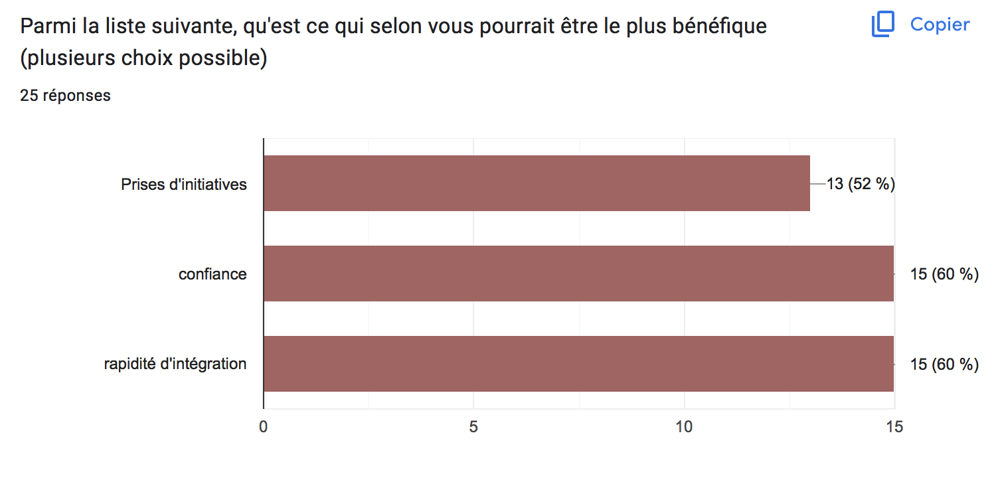 Parmi la liste suivante, qu'est ce qui selon vous pourrait être le plus bénéfique
(plusieurs choix possible)
Copier
25 réponses
Prises d'initiatives
13 (52 %)
confiance
15 (60 %)
rapidité d'intégration
15 (60 %)
0
5
10
15